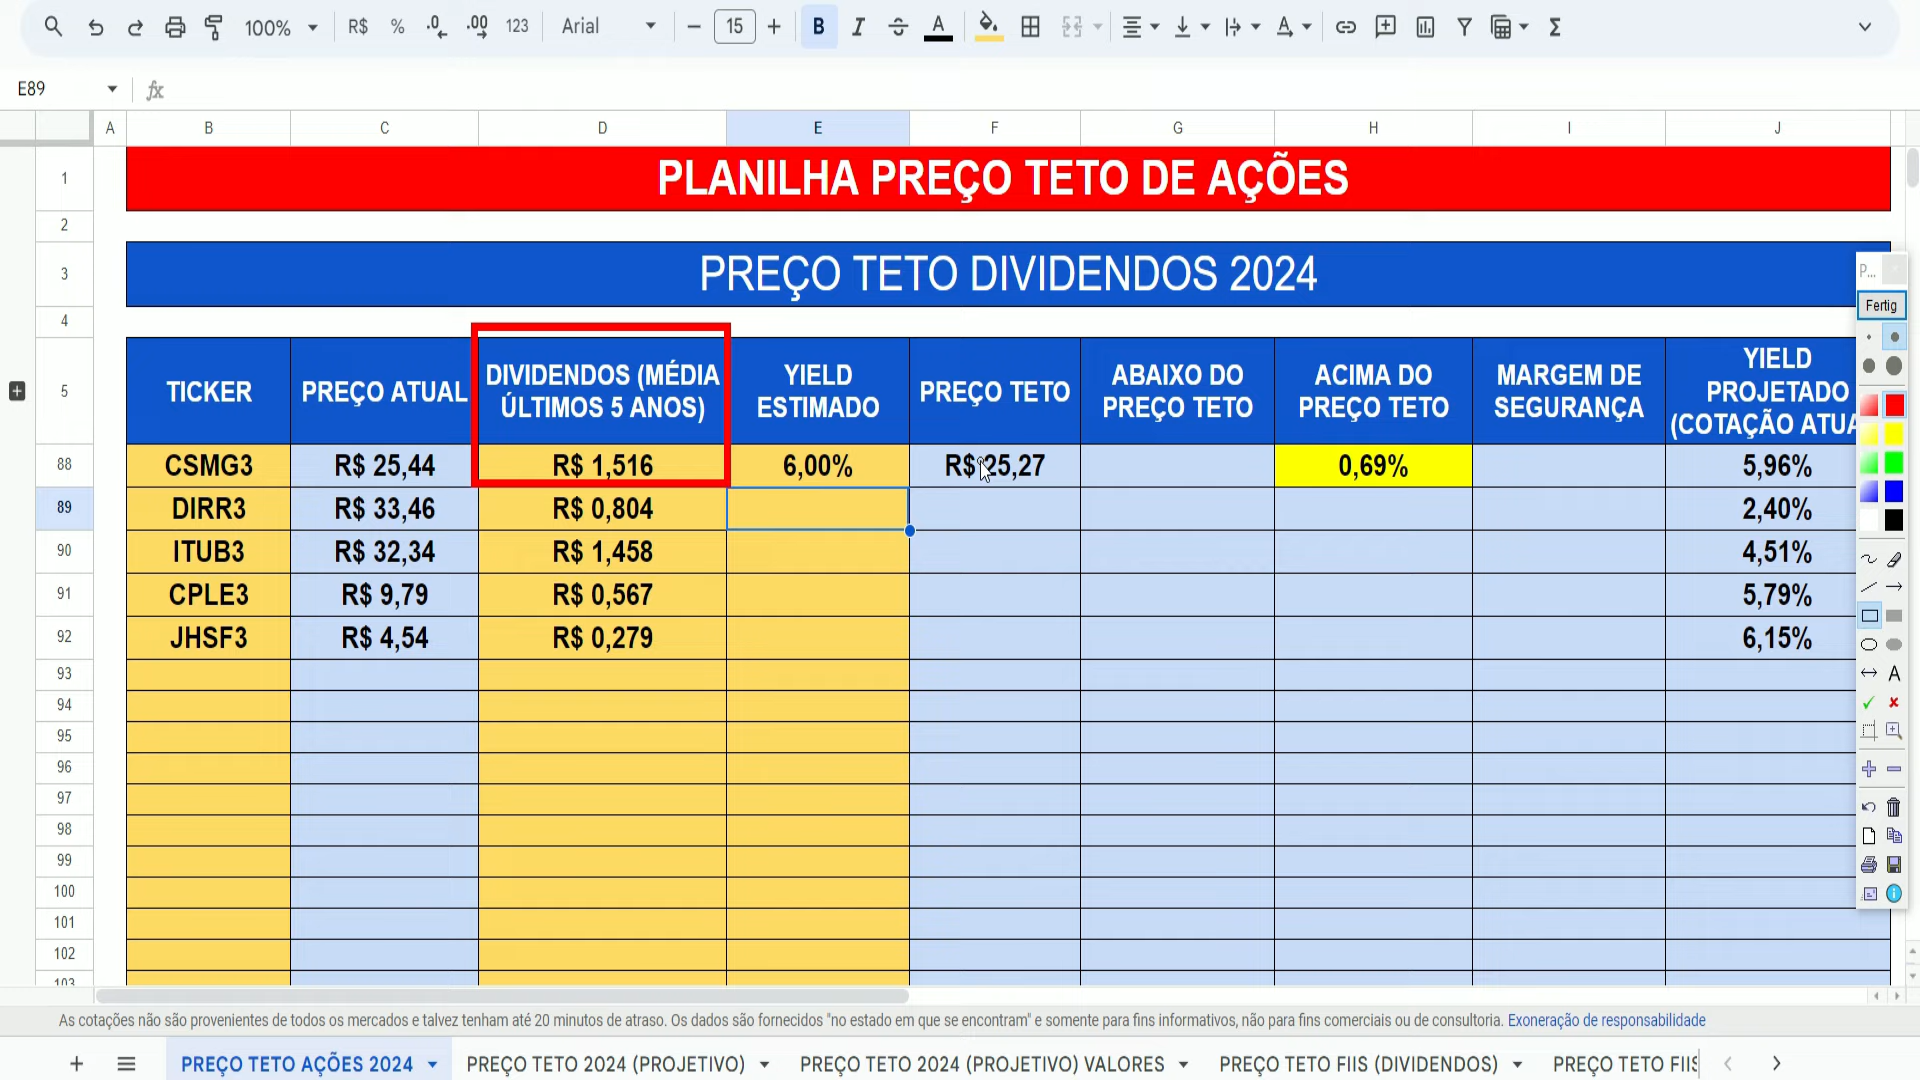 100% R$ % .0 .00 123 Arial 15 B I A Σ
E89 fx
A B C D E F G H I J
1 PLANILHA PREÇO TETO DE AÇÕES
2
3 PREÇO TETO DIVIDENDOS 2024
4
5 TICKER PREÇO ATUAL DIVIDENDOS (MÉDIA ÚLTIMOS 5 ANOS) YIELD ESTIMADO PREÇO TETO ABAIXO DO PREÇO TETO ACIMA DO PREÇO TETO MARGEM DE SEGURANÇA YIELD PROJETADO (COTAÇÃO ATUA
88 CSMG3 R$ 25,44 R$ 1,516 6,00% R$ 25,27 0,69% 5,96%
89 DIRR3 R$ 33,46 R$ 0,804 2,40%
90 ITUB3 R$ 32,34 R$ 1,458 4,51%
91 CPLE3 R$ 9,79 R$ 0,567 5,79%
92 JHSF3 R$ 4,54 R$ 0,279 6,15%
93
94
95
96
97
98
99
100
101
102
103
P...
Fertig
A
As cotações não são provenientes de todos os mercados e talvez tenham até 20 minutos de atraso. Os dados são fornecidos "no estado em que se encontram" e somente para fins informativos, não para fins comerciais ou de consultoria. Exoneração de responsabilidade
PREÇO TETO AÇÕES 2024 PREÇO TETO 2024 (PROJETIVO) PREÇO TETO 2024 (PROJETIVO) VALORES PREÇO TETO FIIS (DIVIDENDOS) PREÇO TETO FIIS